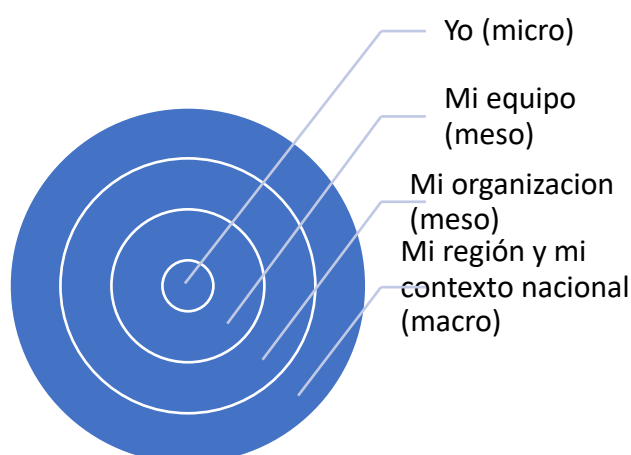 Yo (micro)
Mi equipo
(meso)
Mi organizacion
(meso)
Mi región y mi
contexto nacional
(macro)